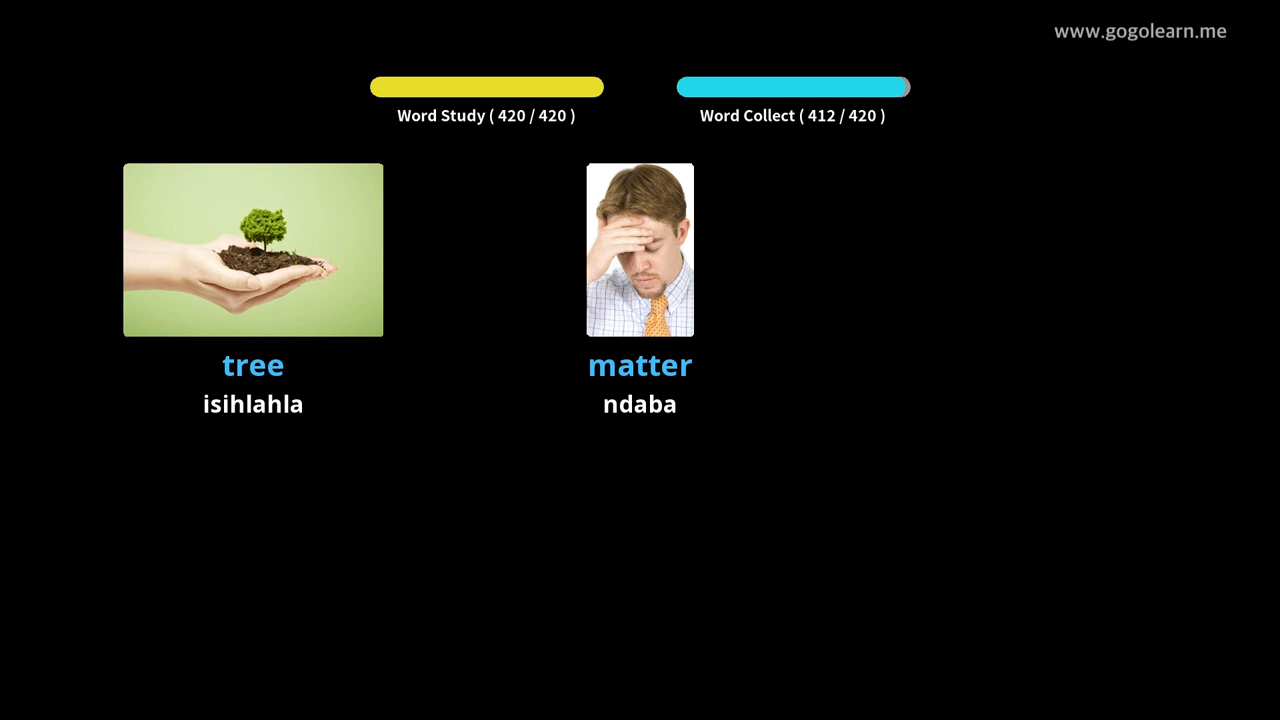 www.gogolearn.me
Word Study ( 420 / 420 )
Word Collect ( 412 / 420 )
tree
isihlahla
matter
ndaba